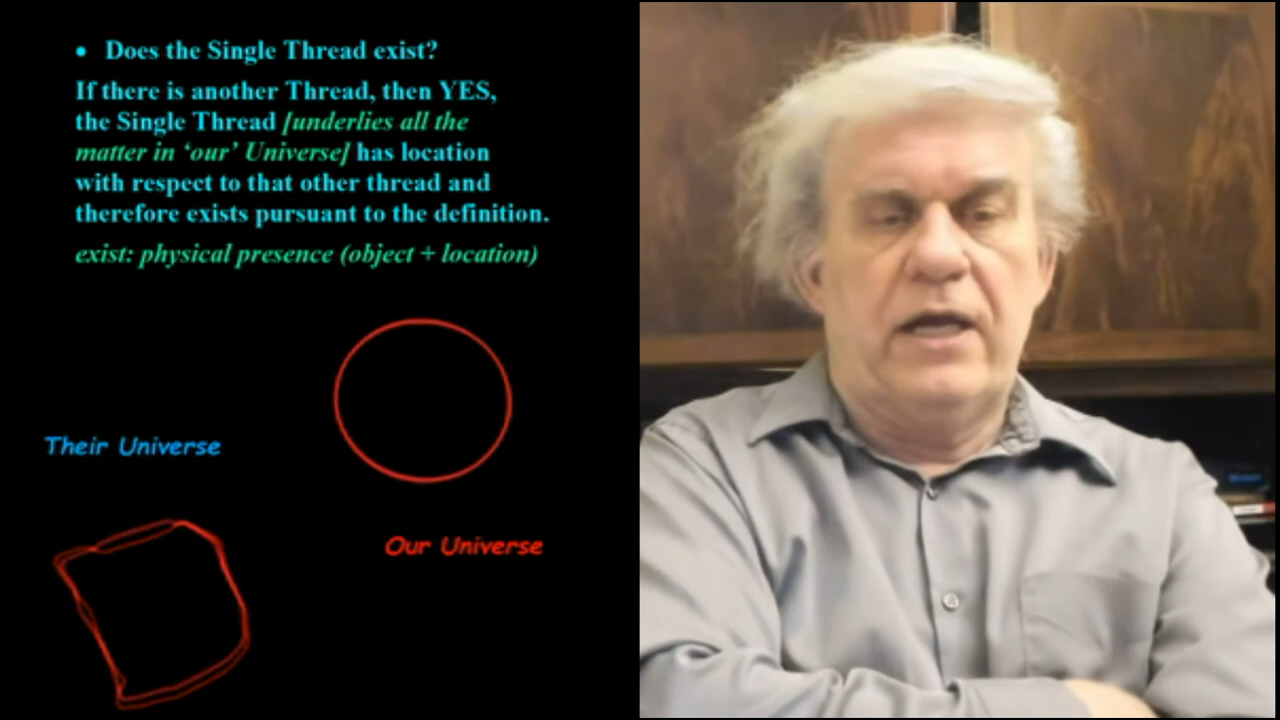 • Does the Single Thread exist?
If there is another Thread, then YES,
the Single Thread [underlies all the
matter in ‘our’ Universe] has location
with respect to that other thread and
therefore exists pursuant to the definition.
exist: physical presence (object + location)
Their Universe
Our Universe